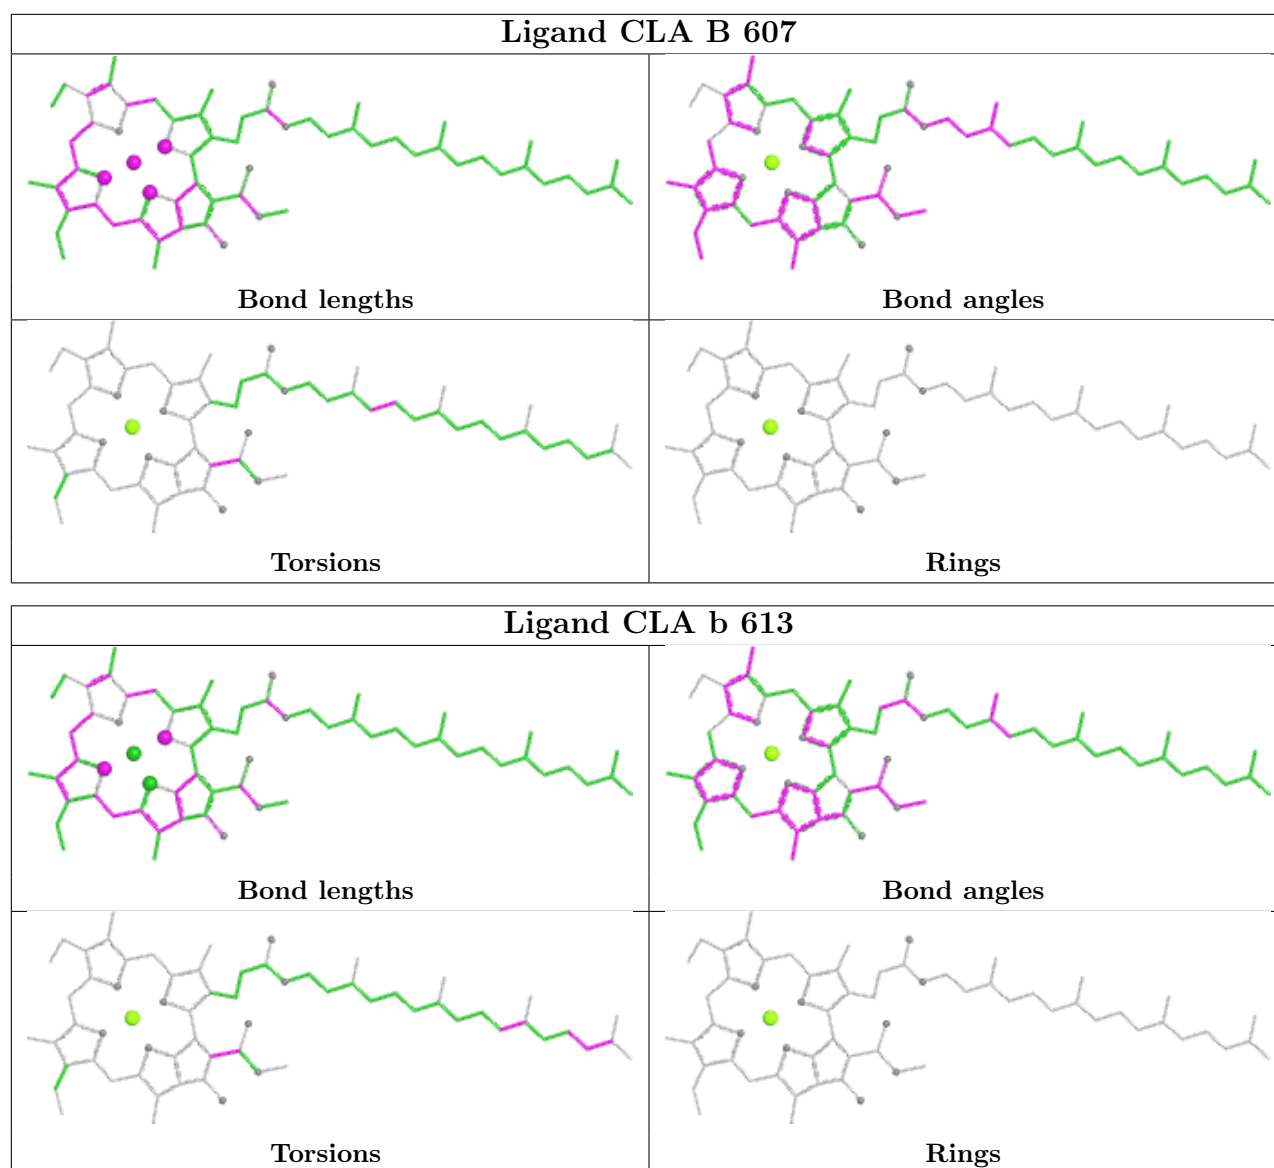 Ligand CLA B 607
Bond lengths
Bond angles
Torsions
Rings
Ligand CLA b 613
Bond lengths
Bond angles
Torsions
Rings